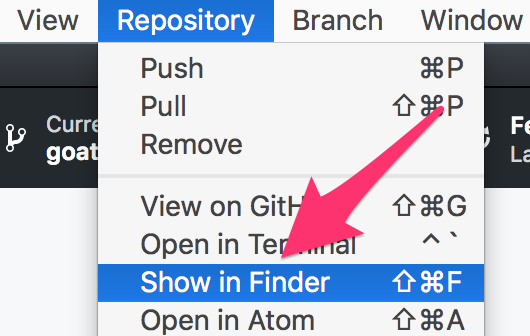 View Repository Branch Window
Push ⌘P
Pull ⇧⌘P
Remove
View on ⇧⌘G
Open in Terminal ^ `
Show in Finder ⇧⌘F
Open in Atom ⇧⌘A
Curre
goat
Fe
La